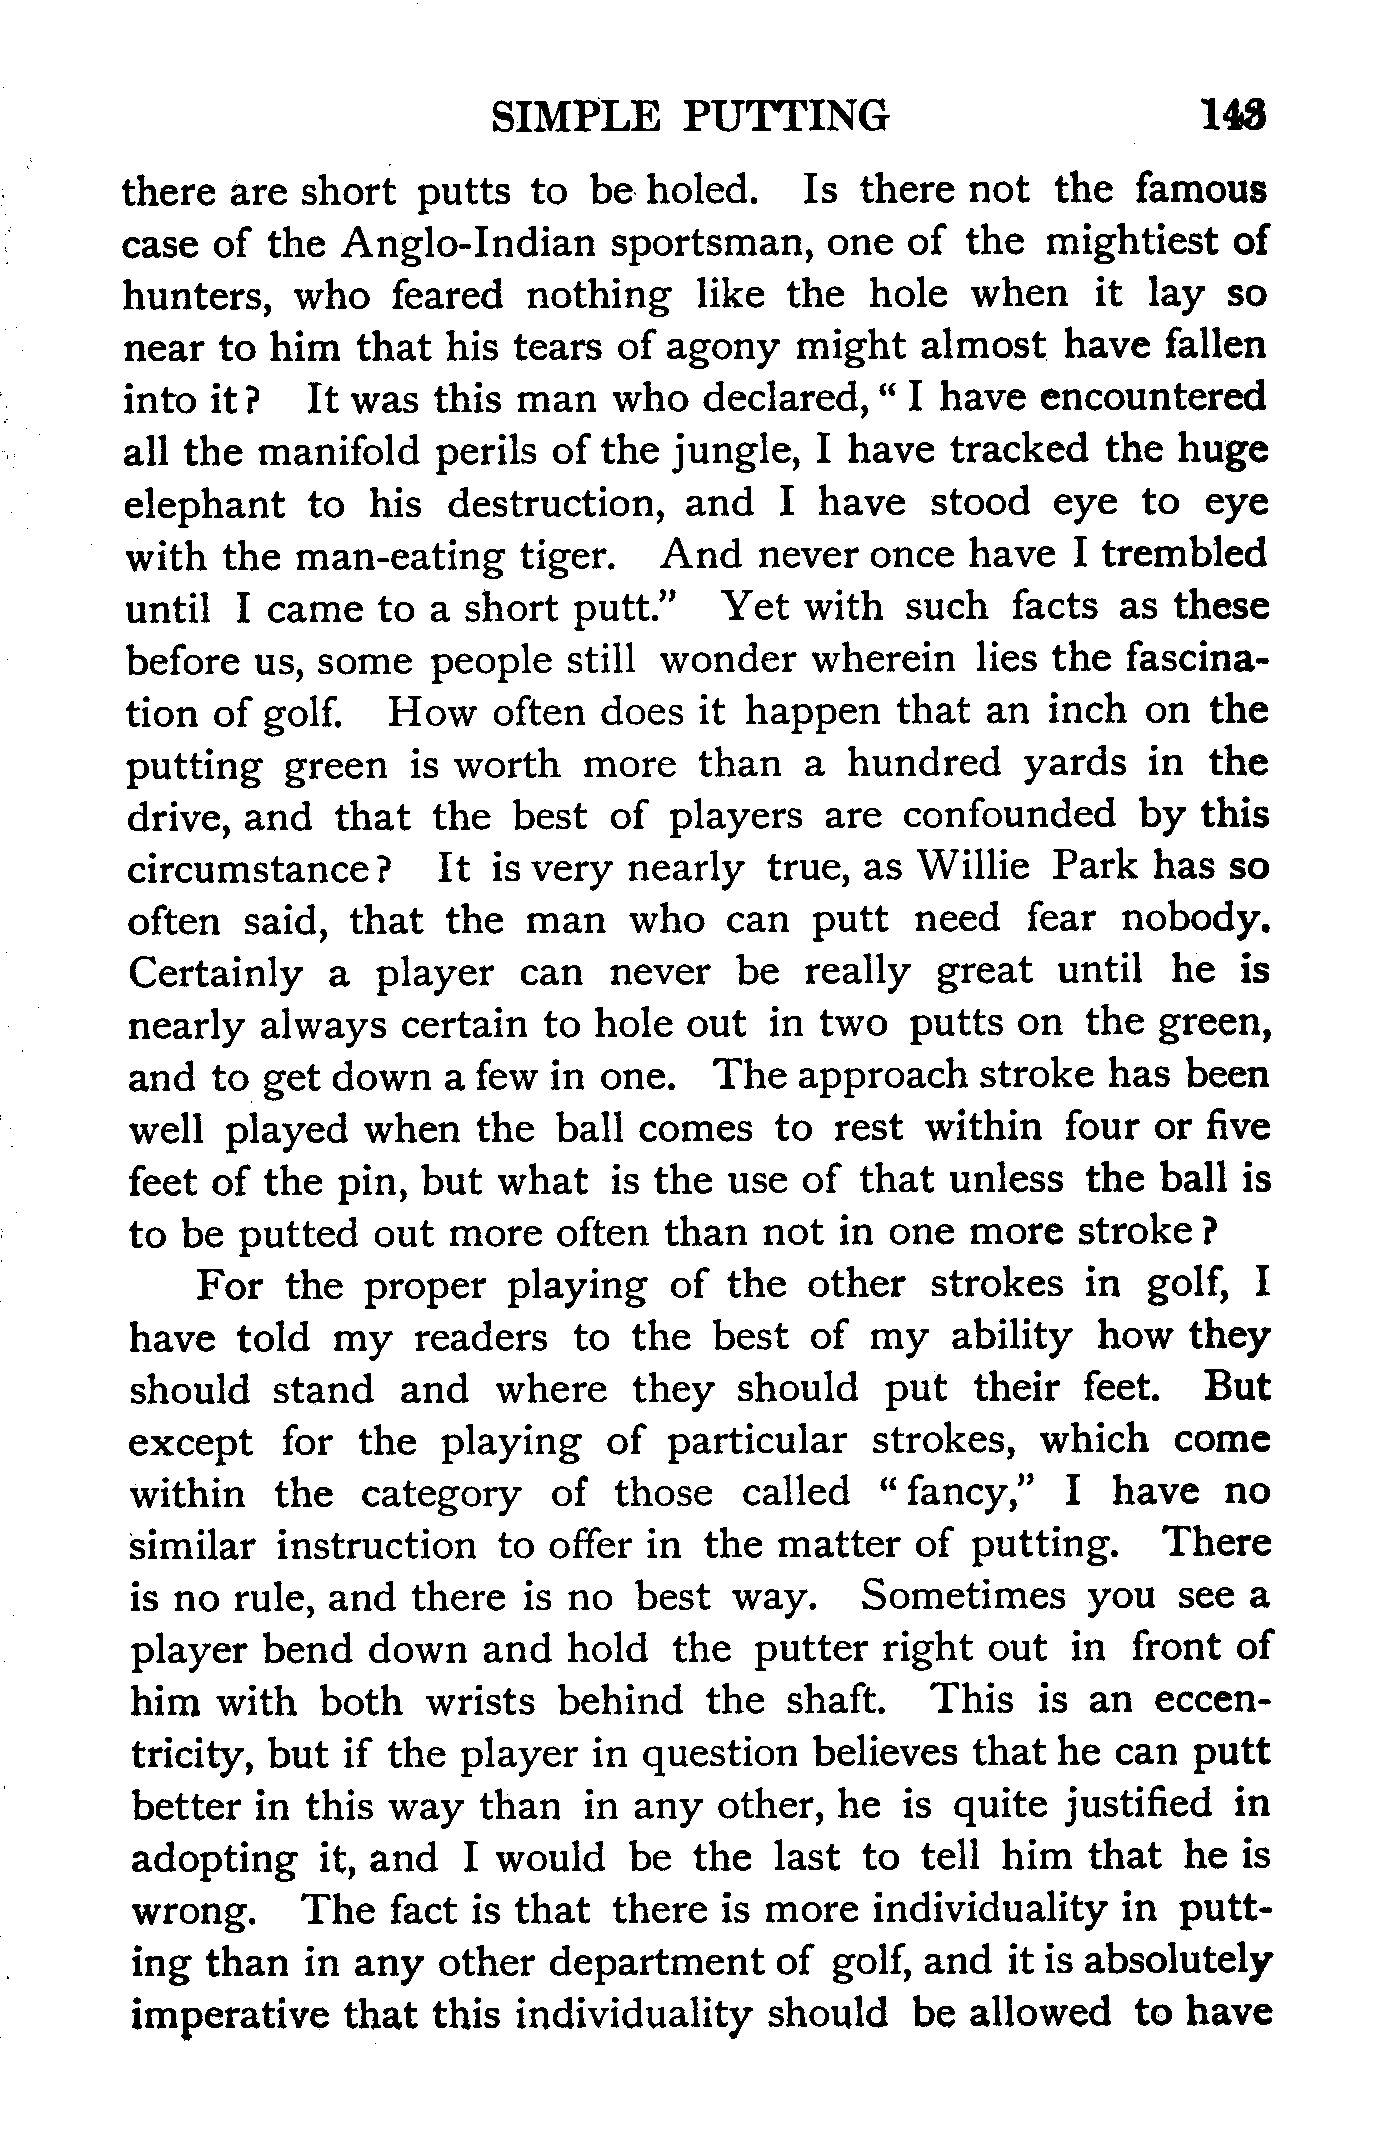 SIMPLE PUTTING 143
there are short putts to be holed. Is there not the famous
case of the Anglo-Indian sportsman, one of the mightiest of
hunters, who feared nothing like the hole when it lay so
near to him that his tears of agony might almost have fallen
into it? It was this man who declared, "I have encountered
all the manifold perils of the jungle, I have tracked the huge
elephant to his destruction, and I have stood eye to eye
with the man-eating tiger. And never once have I trembled
until I came to a short putt." Yet with such facts as these
before us, some people still wonder wherein lies the fascina-
tion of golf. How often does it happen that an inch on the
putting green is worth more than a hundred yards in the
drive, and that the best of players are confounded by this
circumstance? It is very nearly true, as Willie Park has so
often said, that the man who can putt need fear nobody.
Certainly a player can never be really great until he is
nearly always certain to hole out in two putts on the green,
and to get down a few in one. The approach stroke has been
well played when the ball comes to rest within four or five
feet of the pin, but what is the use of that unless the ball is
to be putted out more often than not in one more stroke?
For the proper playing of the other strokes in golf, I
have told my readers to the best of my ability how they
should stand and where they should put their feet. But
except for the playing of particular strokes, which come
within the category of those called "fancy," I have no
similar instruction to offer in the matter of putting. There
is no rule, and there is no best way. Sometimes you see a
player bend down and hold the putter right out in front of
him with both wrists behind the shaft. This is an eccen-
tricity, but if the player in question believes that he can putt
better in this way than in any other, he is quite justified in
adopting it, and I would be the last to tell him that he is
wrong. The fact is that there is more individuality in putt-
ing than in any other department of golf, and it is absolutely
imperative that this individuality should be allowed to have